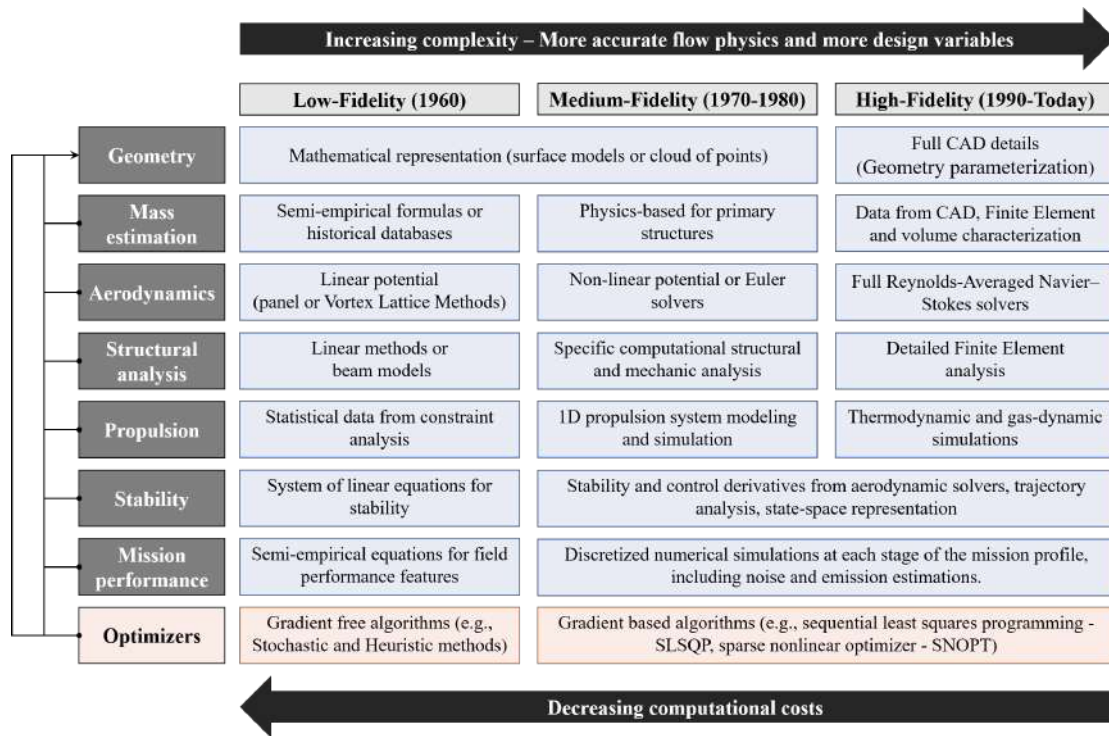 Increasing complexity – More accurate flow physics and more design variables
Low-Fidelity (1960)
Medium-Fidelity (1970-1980)
High-Fidelity (1990-Today)
Geometry
Mathematical representation (surface models or cloud of points)
Full CAD details
(Geometry parameterization)
Mass
estimation
Semi-empirical formulas or
historical databases
Physics-based for primary
structures
Data from CAD, Finite Element
and volume characterization
Aerodynamics
Linear potential
(panel or Vortex Lattice Methods)
Non-linear potential or Euler
solvers
Full Reynolds-Averaged Navier–
Stokes solvers
Structural
analysis
Linear methods or
beam models
Specific computational structural
and mechanic analysis
Detailed Finite Element
analysis
Propulsion
Statistical data from constraint
analysis
1D propulsion system modeling
and simulation
Thermodynamic and gas-dynamic
simulations
Stability
System of linear equations for
stability
Stability and control derivatives from aerodynamic solvers, trajectory
analysis, state-space representation
Mission
performance
Semi-empirical equations for field
performance features
Discretized numerical simulations at each stage of the mission profile,
including noise and emission estimations.
Optimizers
Gradient free algorithms (e.g.,
Stochastic and Heuristic methods)
Gradient based algorithms (e.g., sequential least squares programming -
SLSQP, sparse nonlinear optimizer - SNOPT)
Decreasing computational costs